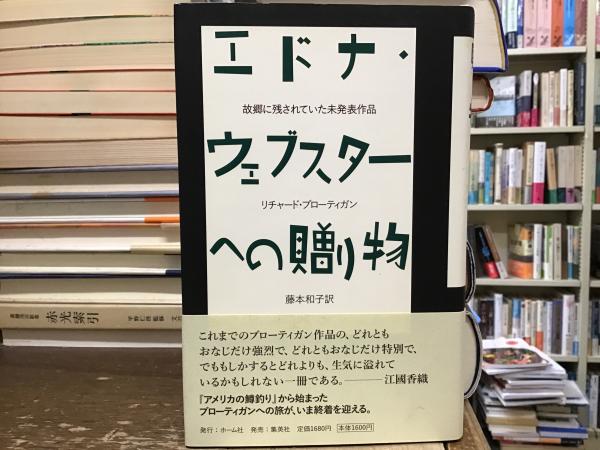 エドナ・
故郷に残されていた未発表作品
ウェブスター
リチャード・ブローティガン
への贈り物
藤本和子訳
これまでのブローティガン作品の、どれとも
おなじだけ強烈で、どれともおなじだけ特別で、
でももしかするとどれよりも、生気に溢れて
いるかもしれない一冊である。———江國香織
『アメリカの鱒釣り』から始まった
ブローティガンへの旅が、いま終着を迎える。
発行：ホーム社 発売：集英社 定価1680円 本体1600円
赤光索引